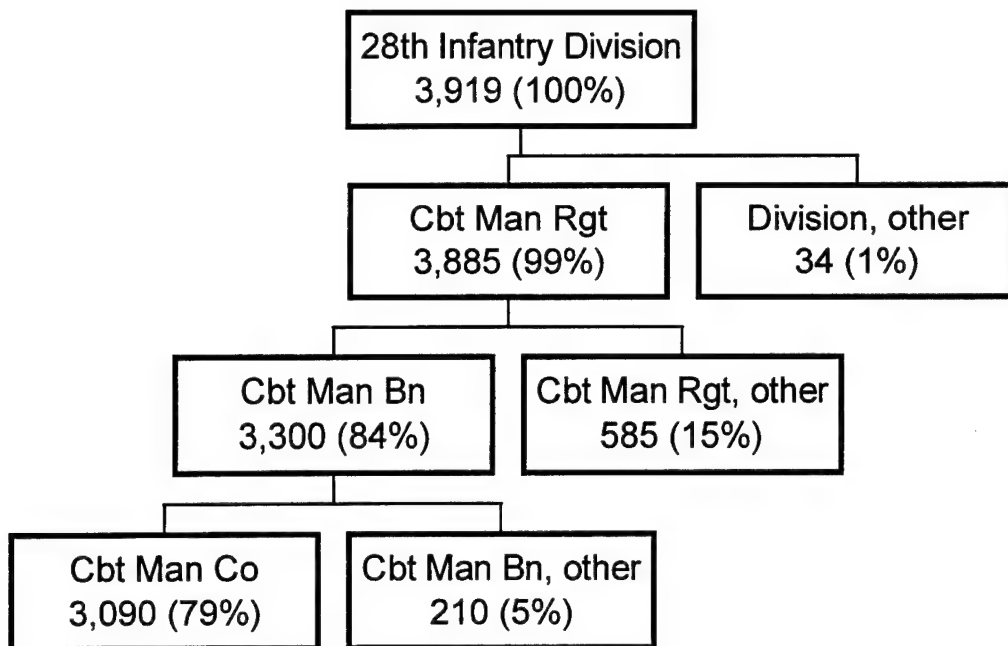 28th Infantry Division
3,919 (100%)
Cbt Man Rgt
3,885 (99%)
Division, other
34 (1%)
Cbt Man Bn
3,300 (84%)
Cbt Man Rgt, other
585 (15%)
Cbt Man Co
3,090 (79%)
Cbt Man Bn, other
210 (5%)